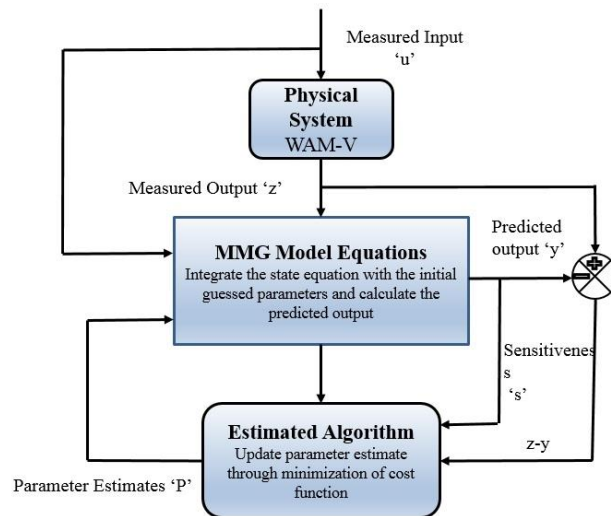 Measured Input
‘u’
Physical
System
WAM-V
Measured Output ‘z’
Predicted
output ‘y’
MMG Model Equations
Integrate the state equation with the initial
guessed parameters and calculate the
predicted output
Sensitivenes
s
‘s’
Estimated Algorithm
Update parameter estimate
through minimization of cost
function
z-y
Parameter Estimates ‘P’